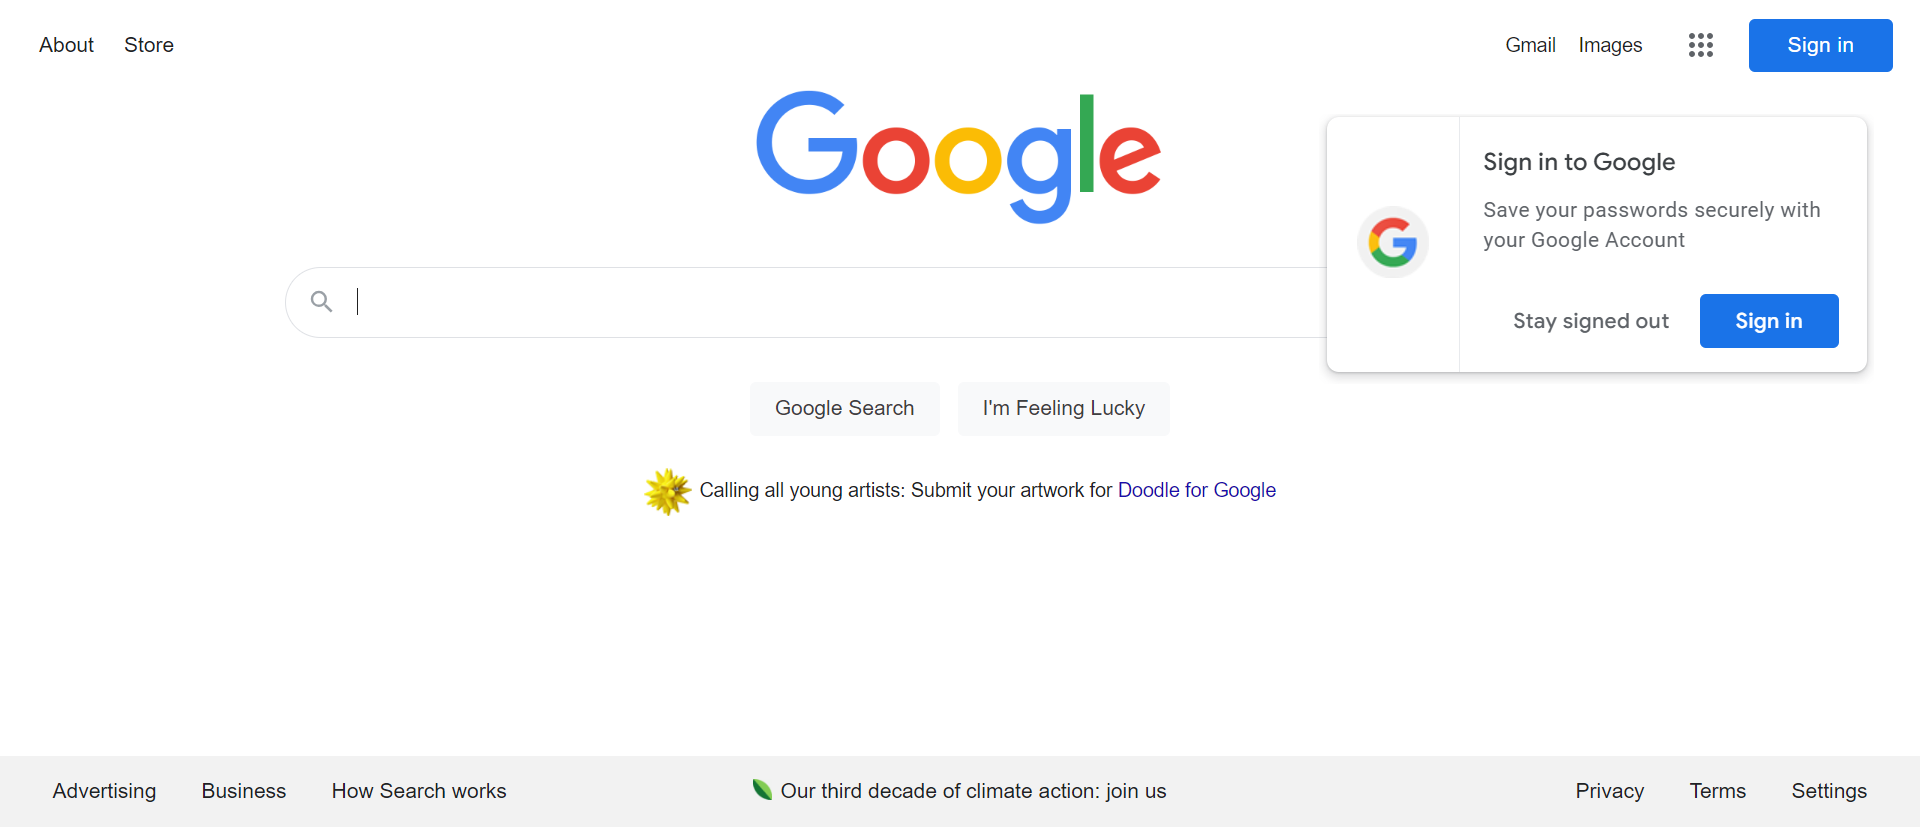 About Store
Gmail Images Sign in
Google
Sign in to Google
Save your passwords securely with
your Google Account
Stay signed out Sign in
Google Search I'm Feeling Lucky
Calling all young artists: Submit your artwork for Doodle for Google
Advertising Business How Search works Our third decade of climate action: join us Privacy Terms Settings